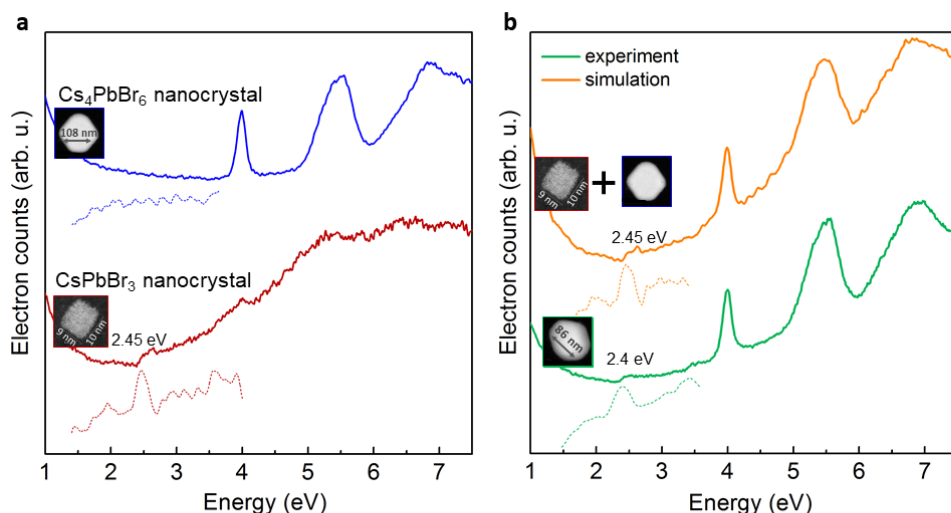 a
Cs₄PbBr₆ nanocrystal
108 nm
CsPbBr₃ nanocrystal
9 nm
10 nm
2.45 eV
Electron counts (arb. u.)
1 2 3 4 5 6 7
Energy (eV)
b
experiment
simulation
9 nm
10 nm
+
2.45 eV
86 nm
2.4 eV
Electron counts (arb. u.)
1 2 3 4 5 6 7
Energy (eV)